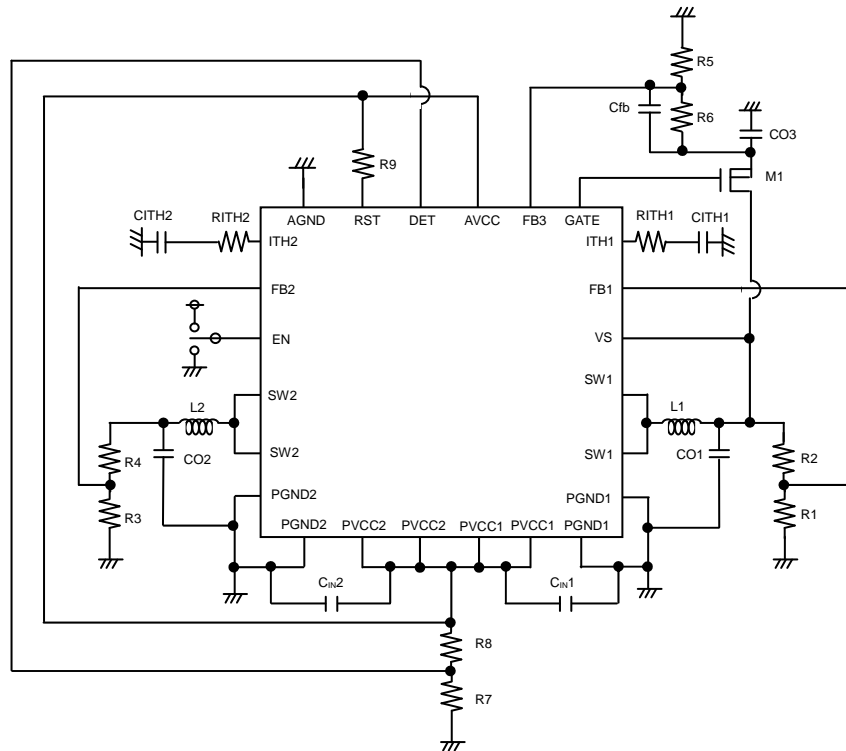 R5
Cfb
R6
CO3
R9
M1
CITH2
RITH2
AGND
RST
DET
AVCC
FB3
GATE
RITH1
CITH1
ITH2
ITH1
FB2
FB1
EN
VS
SW2
SW1
L2
L1
R4
CO2
SW2
SW1
CO1
R2
R3
PGND2
PGND1
R1
PGND2
PVCC2
PVCC2
PVCC1
PVCC1
PGND1
CIN2
CIN1
R8
R7